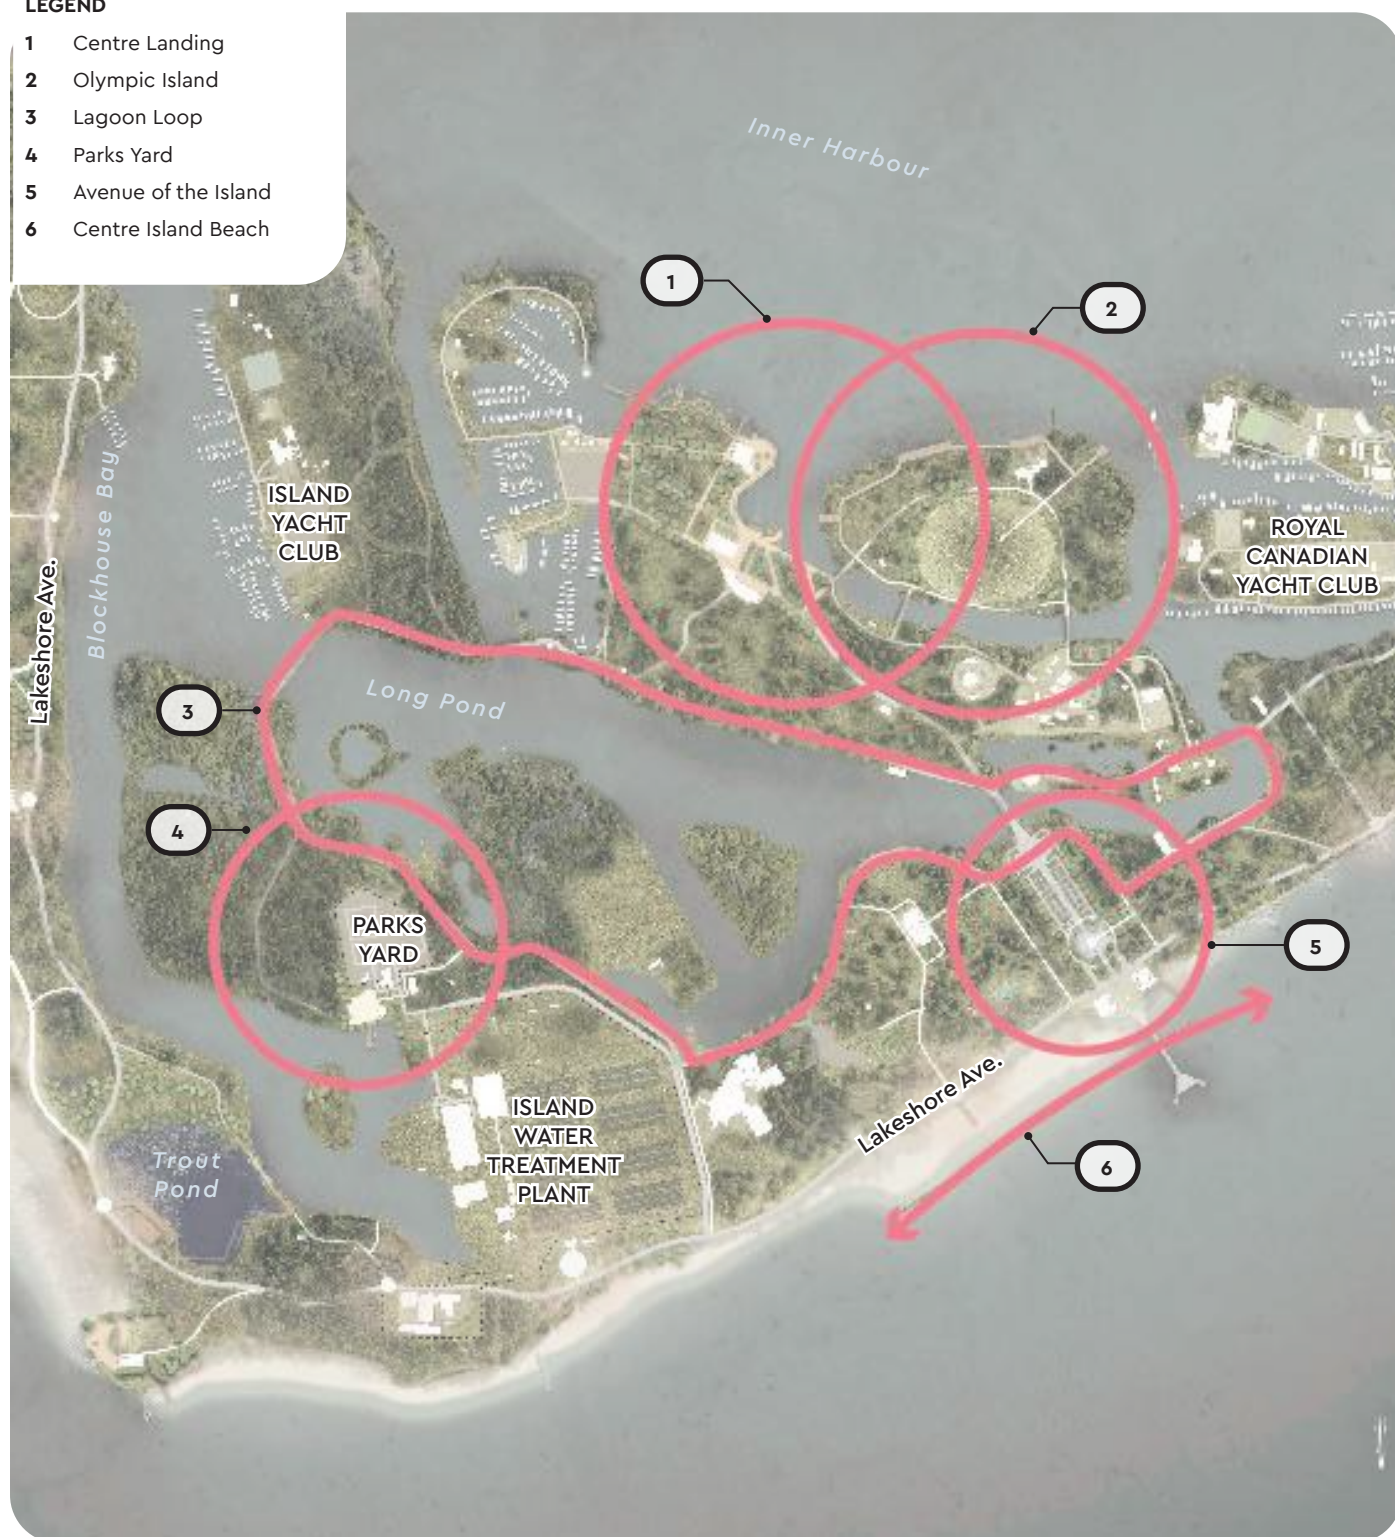 LEGEND
1 Centre Landing
2 Olympic Island
3 Lagoon Loop
4 Parks Yard
5 Avenue of the Island
6 Centre Island Beach
Inner Harbour
1
2
ISLAND
YACHT
CLUB
Blockhouse Bay
Lakeshore Ave.
ROYAL
CANADIAN
YACHT CLUB
3
Long Pond
4
PARKS
YARD
5
Lakeshore Ave.
ISLAND
WATER
TREATMENT
PLANT
6
Trout
Pond